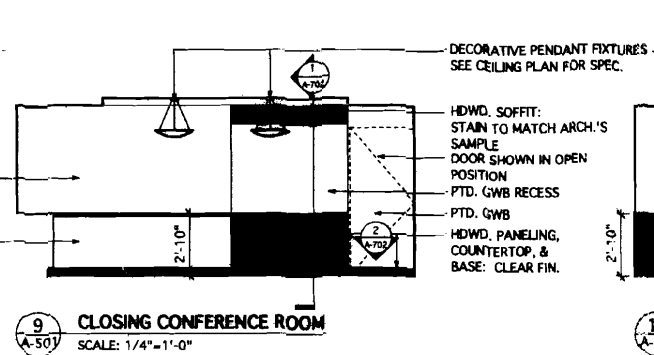 DECORATIVE PENDANT FIXTURES
SEE CEILING PLAN FOR SPEC.
1
A-702
HDWD. SOFFIT:
STAIN TO MATCH ARCH.'S
SAMPLE
DOOR SHOWN IN OPEN
POSITION
PTD. GWB RECESS
PTD. GWB
2
A-702
HDWD. PANELING,
COUNTERTOP, &
BASE: CLEAR FIN.
2'-10"
2'-10"
9
A-501
CLOSING CONFERENCE ROOM
SCALE: 1/4"=1'-0"
1
A-